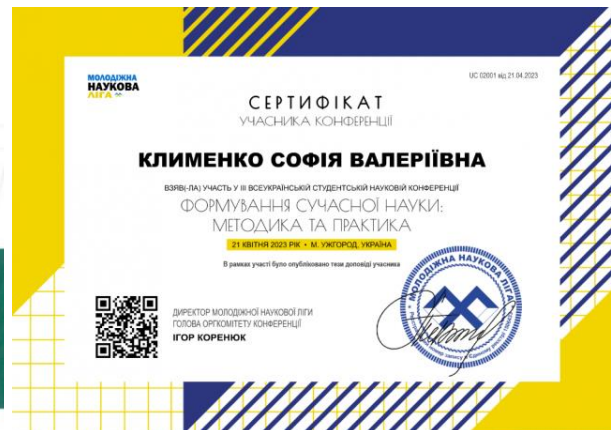 МОЛОДІЖНА
НАУКОВА
ЛІГА
UC 02001 від 21.04.2023
СЕРТИФІКАТ
УЧАСНИКА КОНФЕРЕНЦІЇ
КЛИМЕНКО СОФІЯ ВАЛЕРІЇВНА
ВЗЯВ(-ЛА) УЧАСТЬ У III ВСЕУКРАЇНСЬКІЙ СТУДЕНТСЬКІЙ НАУКОВІЙ КОНФЕРЕНЦІЇ
ФОРМУВАННЯ СУЧАСНОЇ НАУКИ:
МЕТОДИКА ТА ПРАКТИКА
21 КВІТНЯ 2023 РІК • М. УЖГОРОД, УКРАЇНА
В рамках участі було опубліковано тези доповіді учасника
ДИРЕКТОР МОЛОДІЖНОЇ НАУКОВОЇ ЛІГИ
ГОЛОВА ОРГКОМІТЕТУ КОНФЕРЕНЦІЇ
ІГОР КОРЕНЮК
МОЛОДІЖНА НАУКОВА ЛІГА